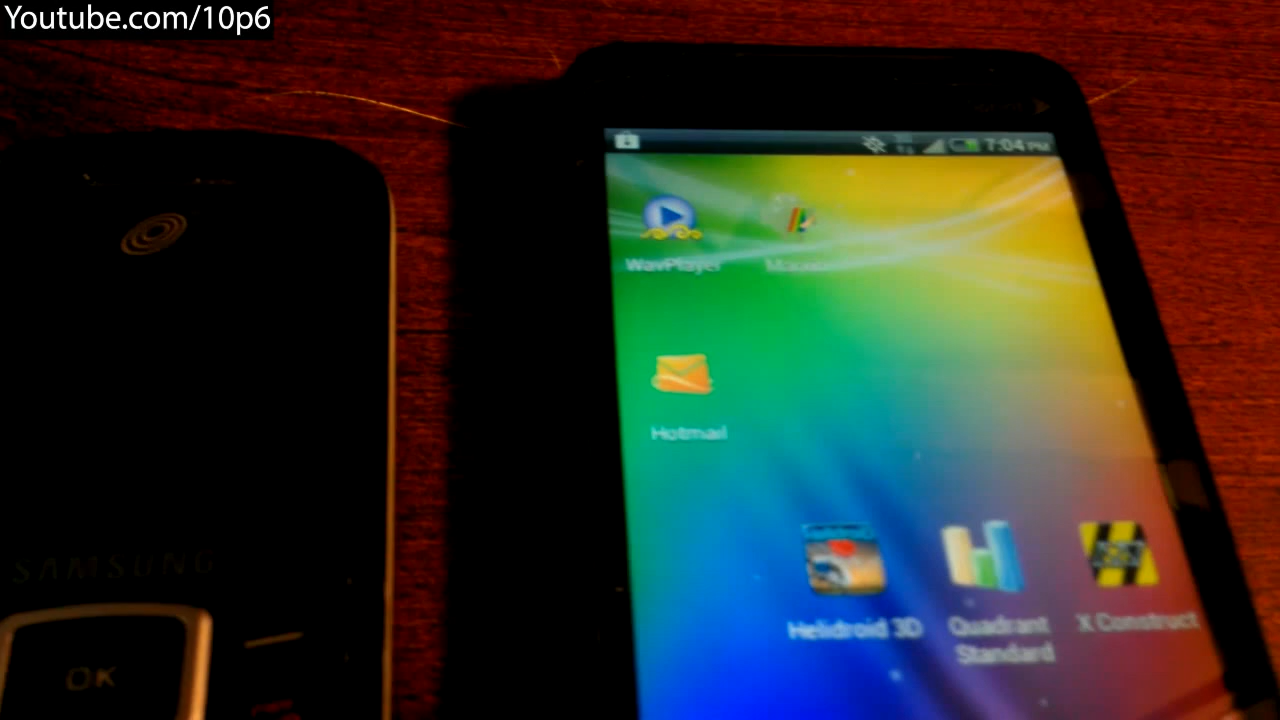 Youtube.com/10p6
7:04 PM
WavPlayer
Hotmail
SAMSUNG
Helidroid 3D
Quadrant
Standard
X Construct
OK